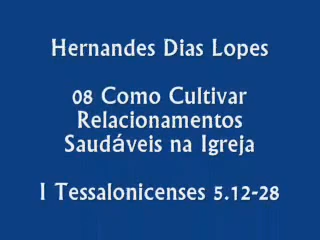 Hernandes Dias Lopes
08 Como Cultivar
Relacionamentos
Saudáveis na Igreja
I Tessalonicenses 5.12-28